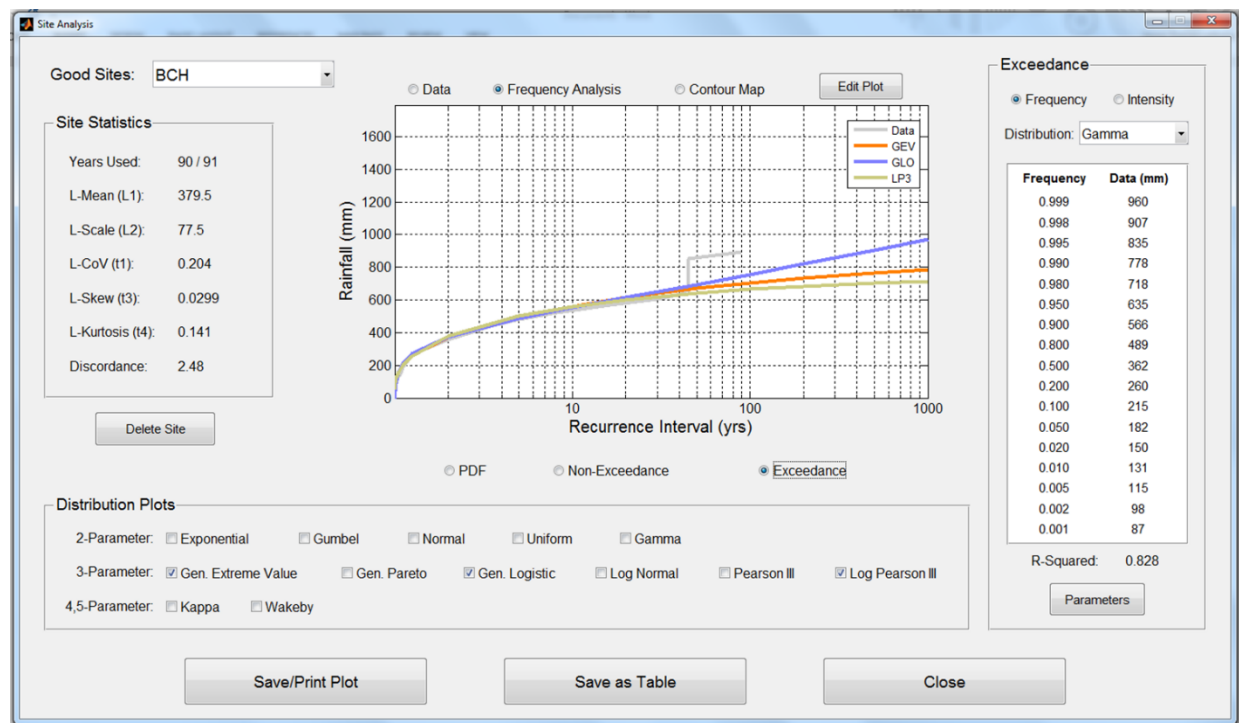 Site Analysis
Good Sites: BCH
Data Frequency Analysis Contour Map Edit Plot
Site Statistics
Years Used: 90 / 91
L-Mean (L1): 379.5
L-Scale (L2): 77.5
L-CoV (t1): 0.204
L-Skew (t3): 0.0299
L-Kurtosis (t4): 0.141
Discordance: 2.48
Delete Site
Rainfall (mm)
1600
1400
1200
1000
800
600
400
200
0
10 100 1000
Recurrence Interval (yrs)
Data
GEV
GLO
LP3
PDF Non-Exceedance Exceedance
Exceedance
Frequency Intensity
Distribution: Gamma
Frequency Data (mm)
0.999 960
0.998 907
0.995 835
0.990 778
0.980 718
0.950 635
0.900 566
0.800 489
0.500 362
0.200 260
0.100 215
0.050 182
0.020 150
0.010 131
0.005 115
0.002 98
0.001 87
R-Squared: 0.828
Parameters
Distribution Plots
2-Parameter: Exponential Gumbel Normal Uniform Gamma
3-Parameter: Gen. Extreme Value Gen. Pareto Gen. Logistic Log Normal Pearson III Log Pearson III
4,5-Parameter: Kappa Wakeby
Save/Print Plot Save as Table Close